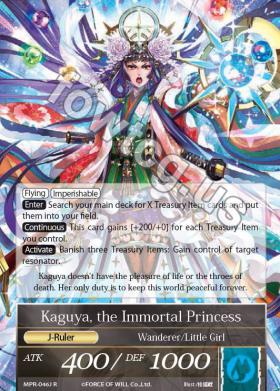 Flying Imperishable
Enter Search your main deck for X Treasury Item cards and put
them into your field.
Continuous This card gains [+200/+0] for each Treasury Item
you control.
Activate Banish three Treasury Items: Gain control of target
resonator.
Kaguya doesn't have the pleasure of life or the throes of
death. Her only duty is to keep this world peaceful forever.
Kaguya, the Immortal Princess
J-Ruler Wanderer/Little Girl
ATK 400/ DEF 1000
MPR-046J R ©FORCE OF WILL Co.,Ltd.